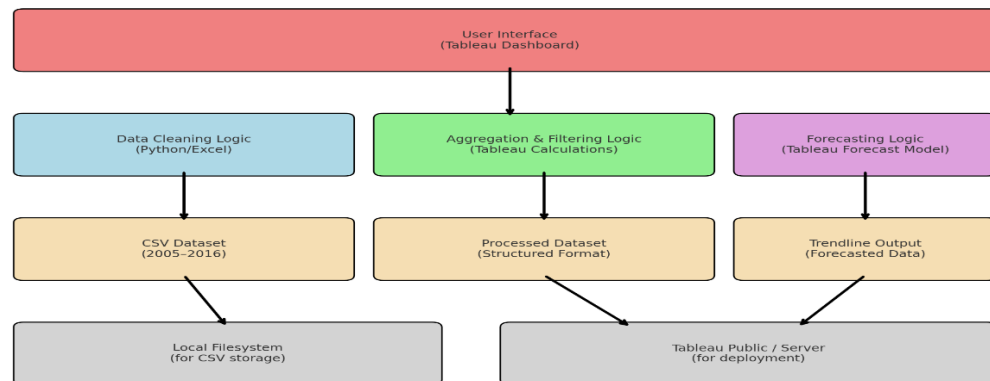 User Interface
(Tableau Dashboard)
Data Cleaning Logic
(Python/Excel)
Aggregation & Filtering Logic
(Tableau Calculations)
Forecasting Logic
(Tableau Forecast Model)
CSV Dataset
(2005–2016)
Processed Dataset
(Structured Format)
Trendline Output
(Forecasted Data)
Local Filesystem
(for CSV storage)
Tableau Public / Server
(for deployment)